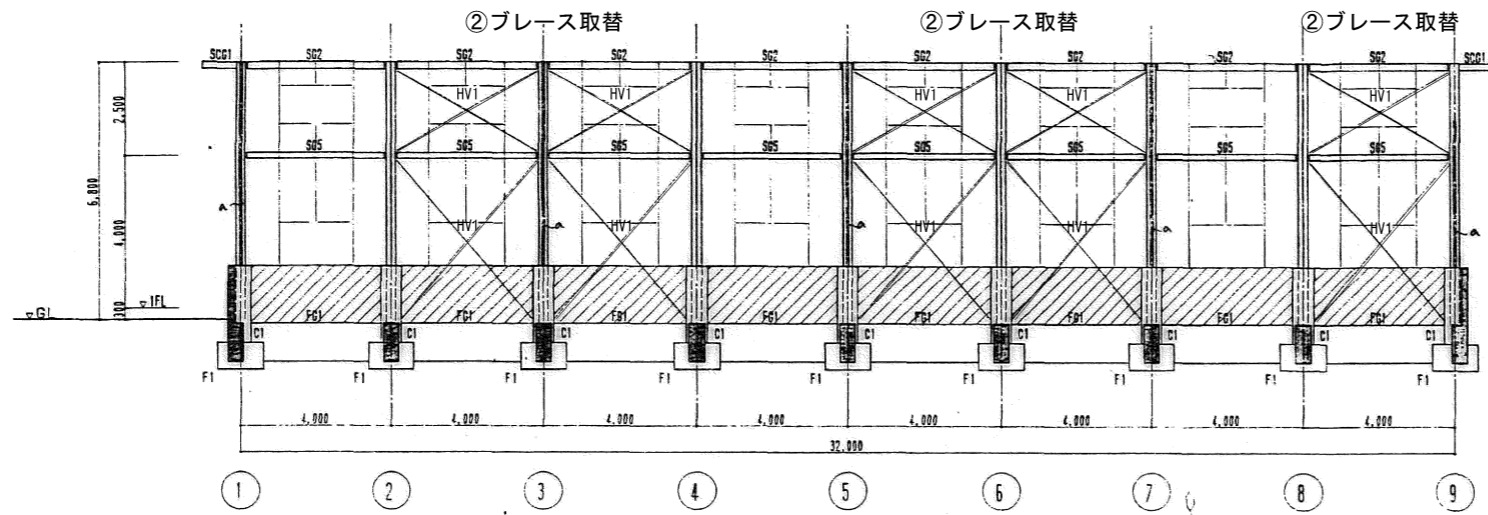 ②ブレース取替 ②ブレース取替 ②ブレース取替
SCG1 SG2 SG2 SG2 SG2 SG2 SG2 SG2 SG2 SCG1
HV1 HV1 HV1 HV1 HV1
2,500
SG5 SG5 SG5 SG5 SG5 SG5 SG5 SG5
6,800
4,000
a a a a a
HV1 HV1 HV1 HV1 HV1
300
▽1FL
▽GL
FG1 FG1 FG1 FG1 FG1 FG1 FG1 FG1
C1 C1 C1 C1 C1 C1 C1 C1 C1
F1 F1 F1 F1 F1 F1 F1 F1 F1
4,000 4,000 4,000 4,000 4,000 4,000 4,000 4,000
32,000
1 2 3 4 5 6 7 8 9